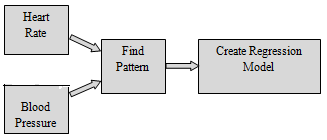 Heart
Rate
Find
Pattern
Create Regression
Model
Blood
Pressure